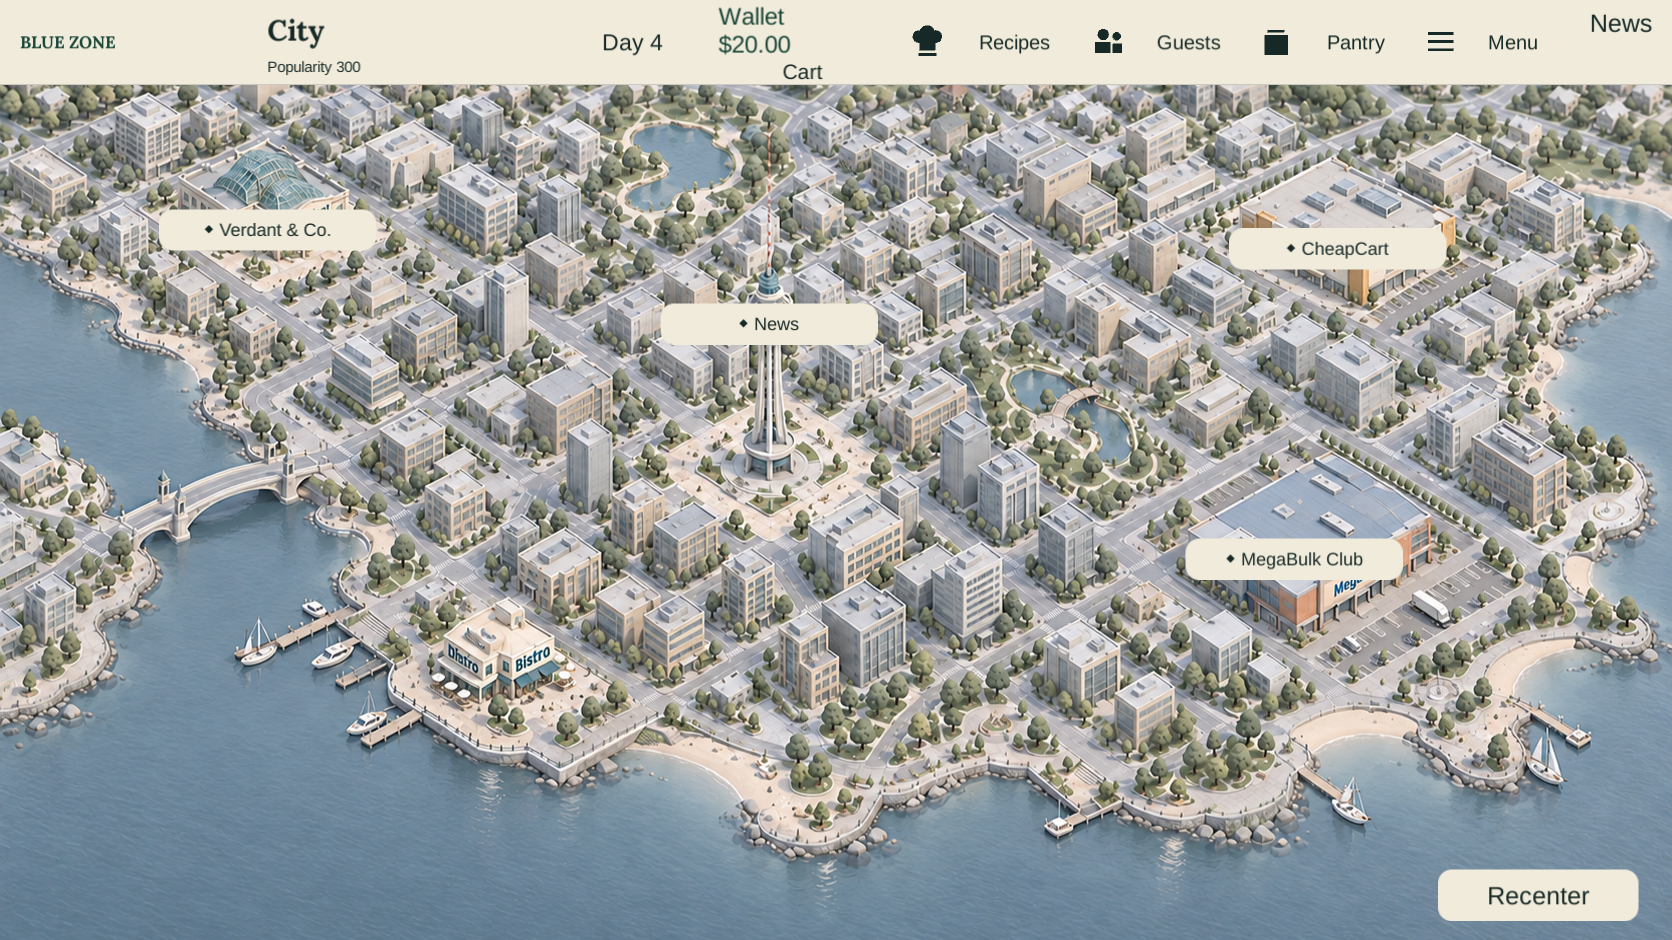 BLUE ZONE
City
Popularity 300
Day 4
Wallet
$20.00
Cart
Recipes
Guests
Pantry
Menu
News
Verdant & Co.
CheapCart
News
MegaBulk Club
Bistro
Recenter